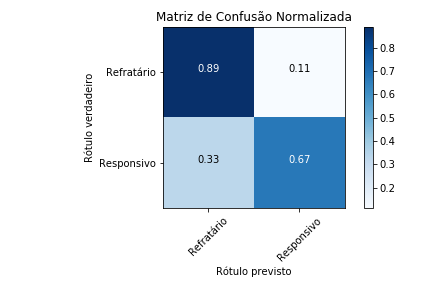 Matriz de Confusão Normalizada
Rótulo verdadeiro
Refratário
0.89
0.11
Responsivo
0.33
0.67
Refratário
Responsivo
Rótulo previsto
0.8
0.7
0.6
0.5
0.4
0.3
0.2